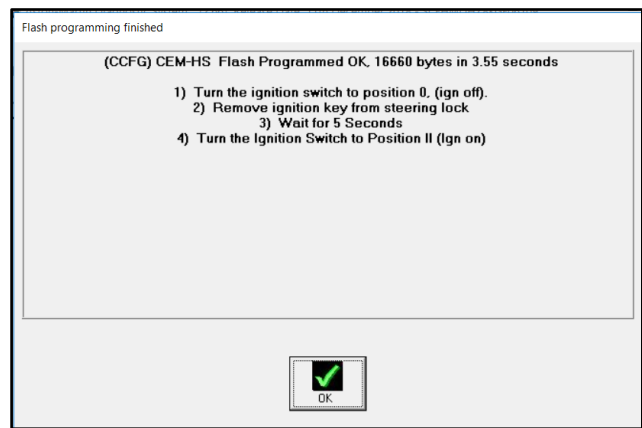 Flash programming finished
(CCFG) CEM-HS Flash Programmed OK, 16660 bytes in 3.55 seconds
1) Turn the ignition switch to position 0, (ign off).
2) Remove ignition key from steering lock
3) Wait for 5 Seconds
4) Turn the Ignition Switch to Position II (Ign on)
OK